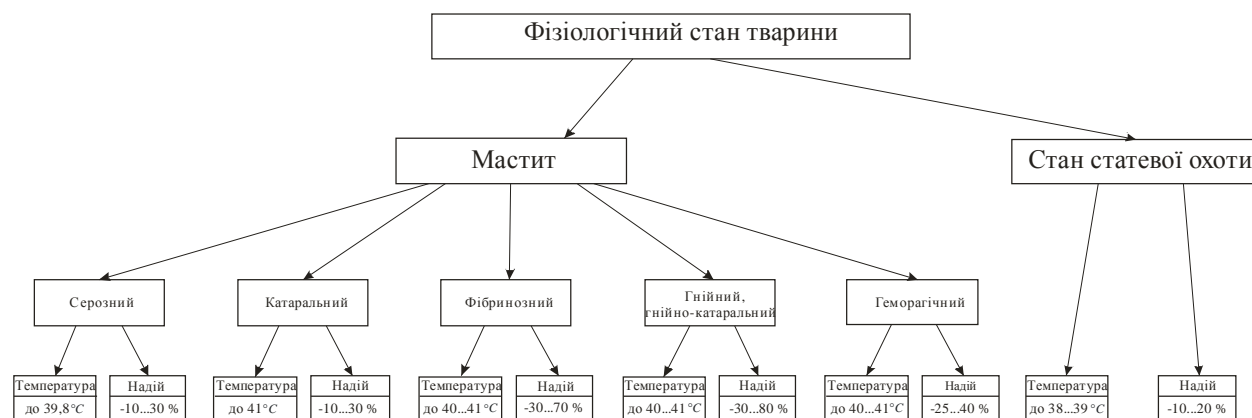 Фізіологічний стан тварини
Мастит
Стан статевої охоти
Серозний
Катаральний
Фібринозний
Гнійний,
гнійно-катаральний
Геморагічний
Температура
до 39,8°C
Надій
-10...30 %
Температура
до 41°C
Надій
-10...30 %
Температура
до 40...41°C
Надій
-30...70 %
Температура
до 40...41°C
Надій
-30...80 %
Температура
до 40...41°C
Надій
-25...40 %
Температура
до 38...39°C
Надій
-10...20 %